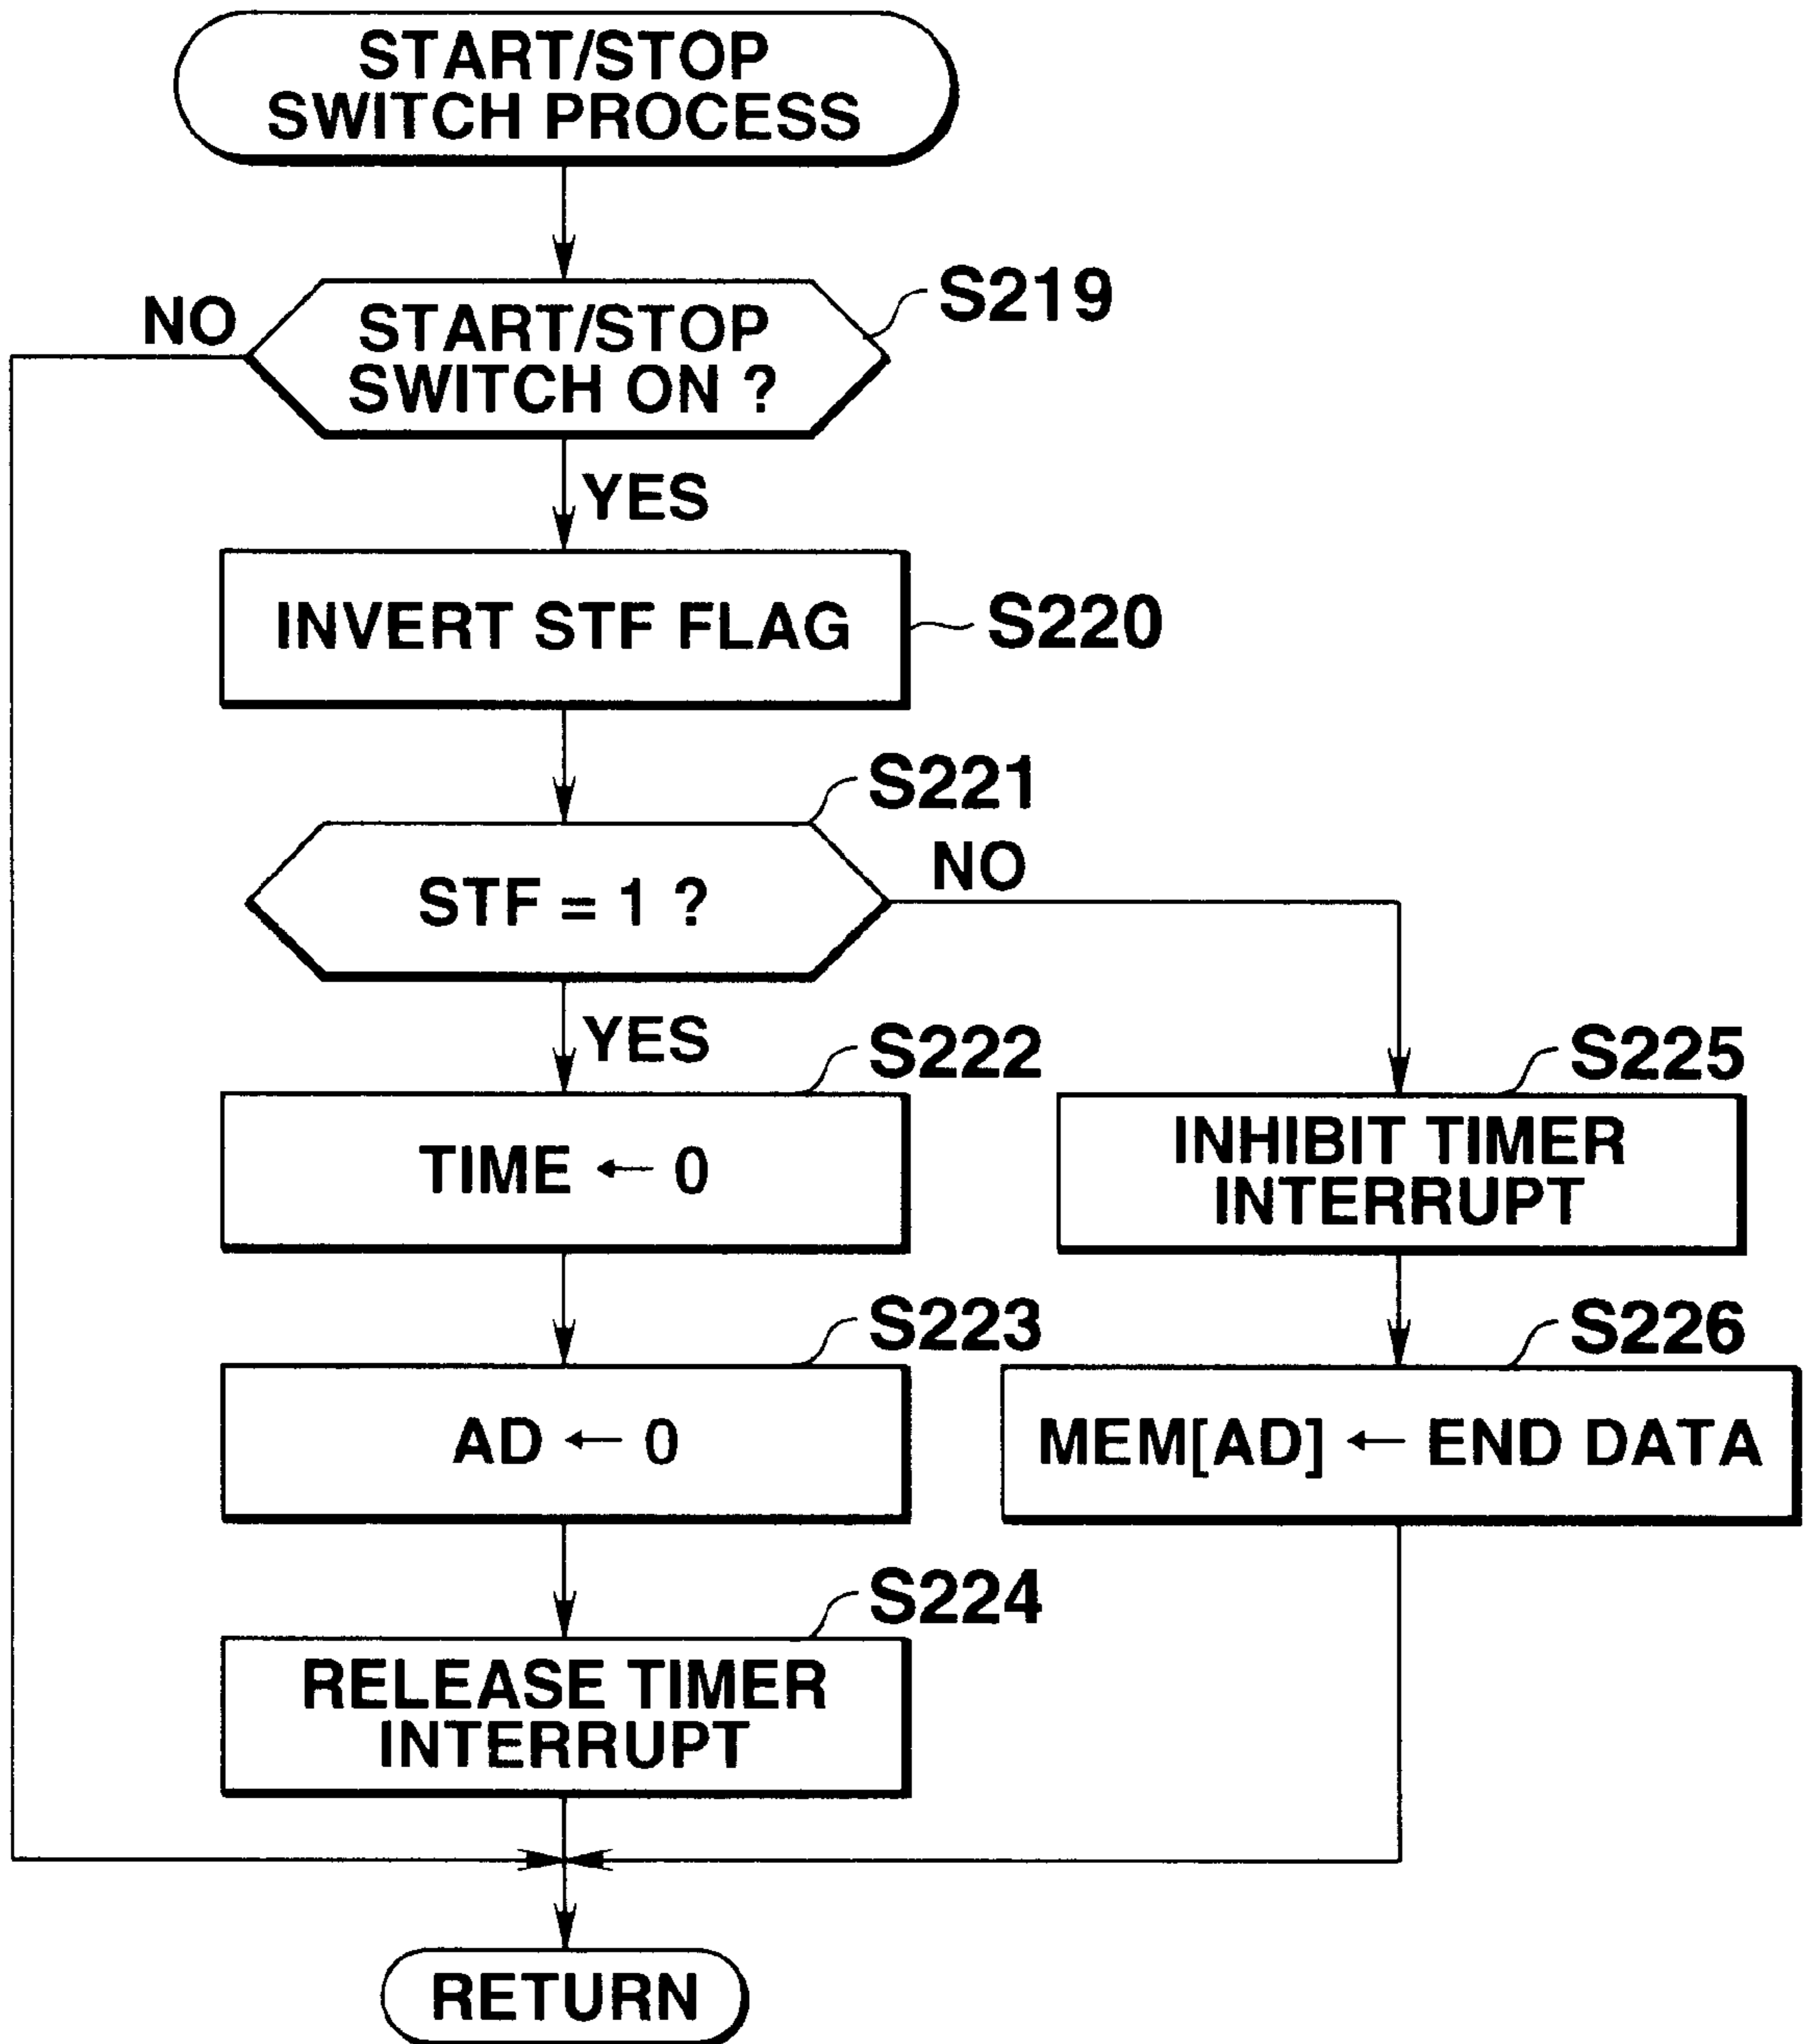 START/STOP
SWITCH PROCESS
S219
NO
START/STOP
SWITCH ON ?
YES
INVERT STF FLAG
S220
S221
NO
STF = 1 ?
YES
S222
TIME ← 0
S225
INHIBIT TIMER
INTERRUPT
S223
AD ← 0
S226
MEM[AD] ← END DATA
S224
RELEASE TIMER
INTERRUPT
RETURN